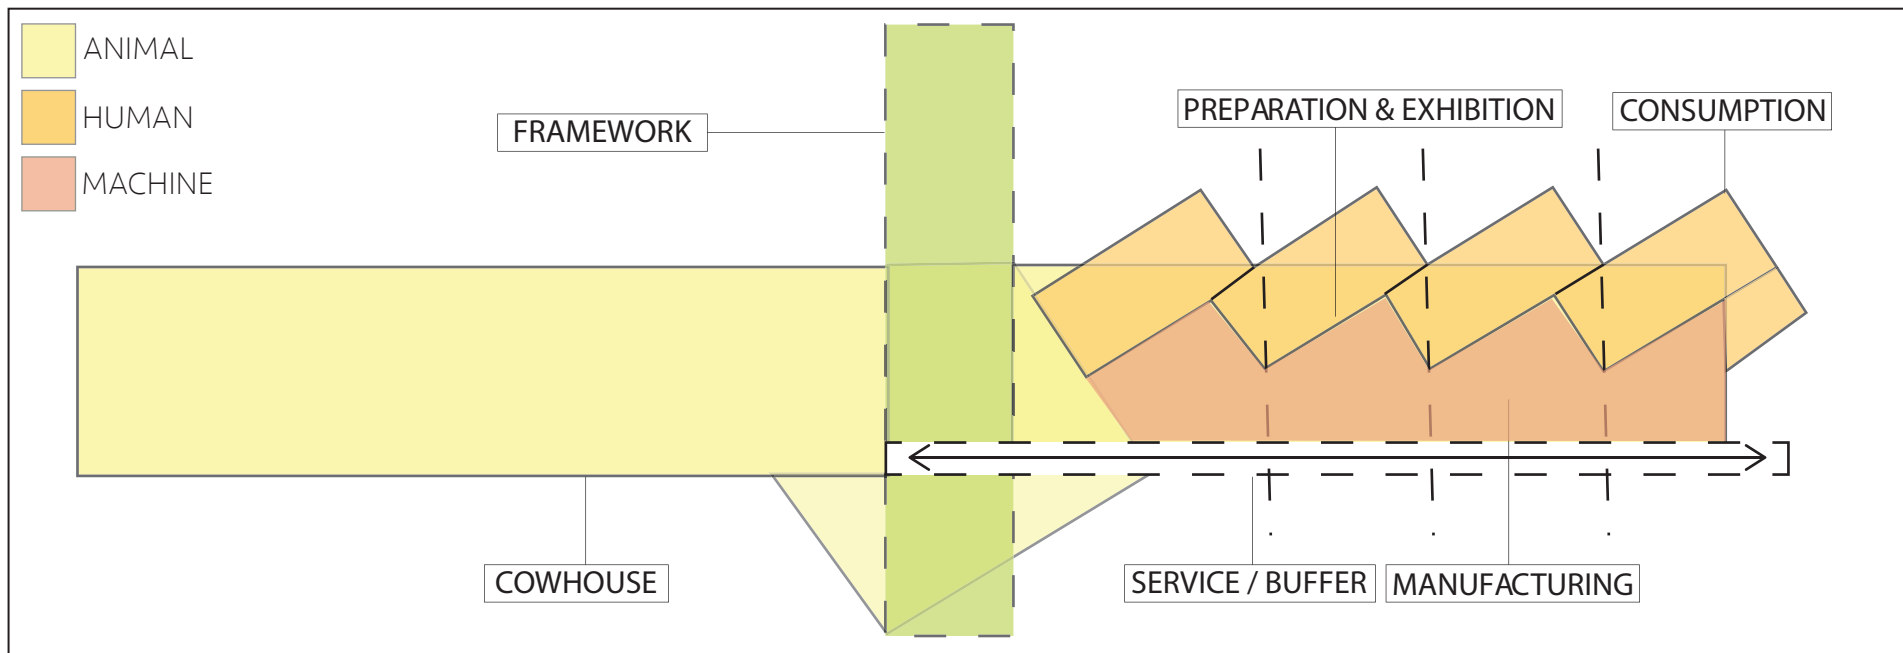 ANIMAL
HUMAN
MACHINE
FRAMEWORK
PREPARATION & EXHIBITION
CONSUMPTION
COWHOUSE
SERVICE / BUFFER
MANUFACTURING